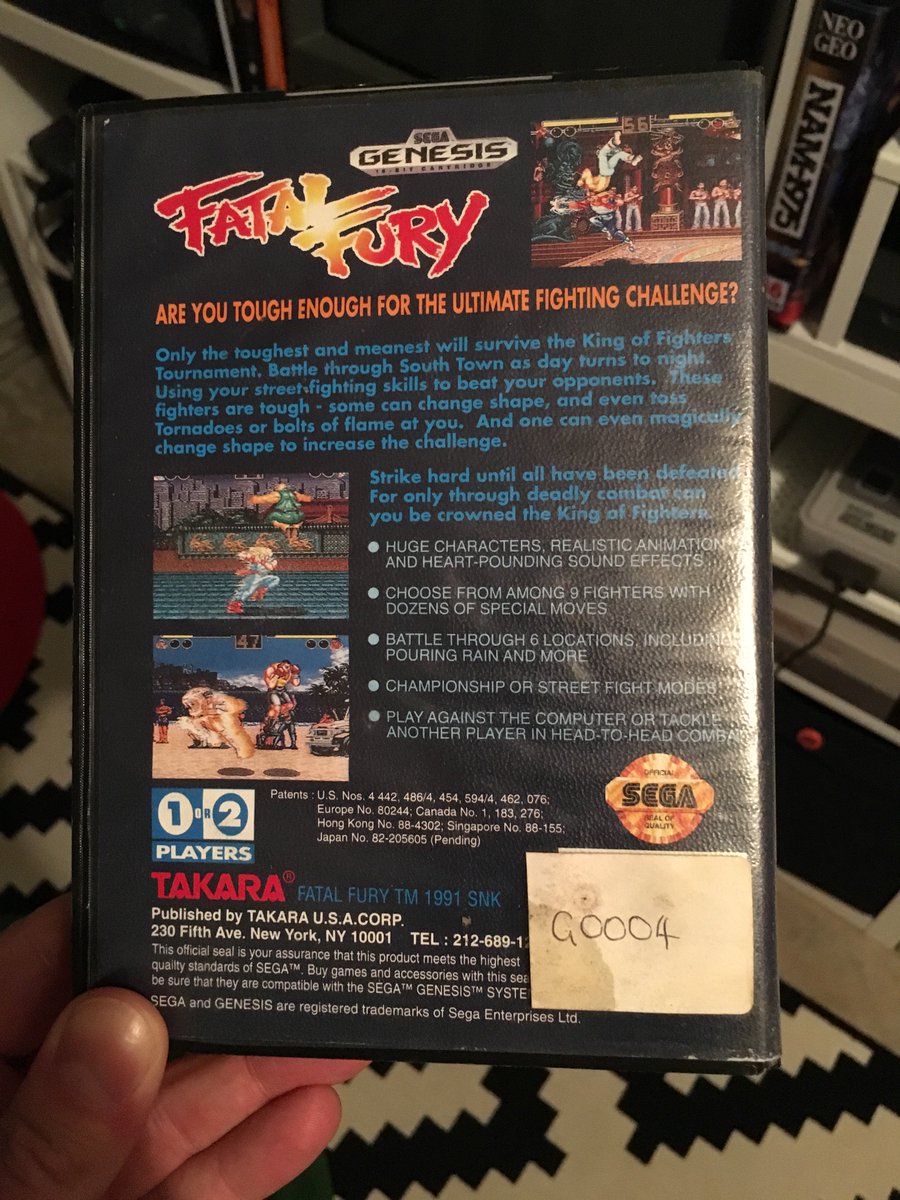 NEO
GEO
NAM-1975
SEGA
GENESIS
16-BIT CARTRIDGE
FATAL FURY
56
ARE YOU TOUGH ENOUGH FOR THE ULTIMATE FIGHTING CHALLENGE?
Only the toughest and meanest will survive the King of Fighters
Tournament. Battle through South Town as day turns to night.
Using your street-fighting skills to beat your opponents. These
fighters are tough - some can change shape, and even toss
Tornadoes or bolts of flame at you. And one can even magically
change shape to increase the challenge.
Strike hard until all have been defeated
For only through deadly combat can
you be crowned the King of Fighters.
● HUGE CHARACTERS, REALISTIC ANIMATION
AND HEART-POUNDING SOUND EFFECTS
● CHOOSE FROM AMONG 9 FIGHTERS WITH
DOZENS OF SPECIAL MOVES
● BATTLE THROUGH 6 LOCATIONS, INCLUDING
POURING RAIN AND MORE
● CHAMPIONSHIP OR STREET FIGHT MODES
● PLAY AGAINST THE COMPUTER OR TACKLE
ANOTHER PLAYER IN HEAD-TO-HEAD COMBA
47
1 OR 2
PLAYERS
Patents : U.S. Nos. 4 442, 486/4, 454, 594/4, 462, 076;
Europe No. 80244; Canada No. 1, 183, 276;
Hong Kong No. 88-4302; Singapore No. 88-155;
Japan No. 82-205605 (Pending)
OFFICIAL
SEGA
SEAL OF
QUALITY
TAKARA® FATAL FURY TM 1991 SNK
Published by TAKARA U.S.A.CORP.
230 Fifth Ave. New York, NY 10001 TEL : 212-689-1
This official seal is your assurance that this product meets the highest
quailty standards of SEGA™. Buy games and accessories with this sea
be sure that they are compatible with the SEGA™ GENESIS™ SYSTE
SEGA and GENESIS are registered trademarks of Sega Enterprises Ltd.
G0004